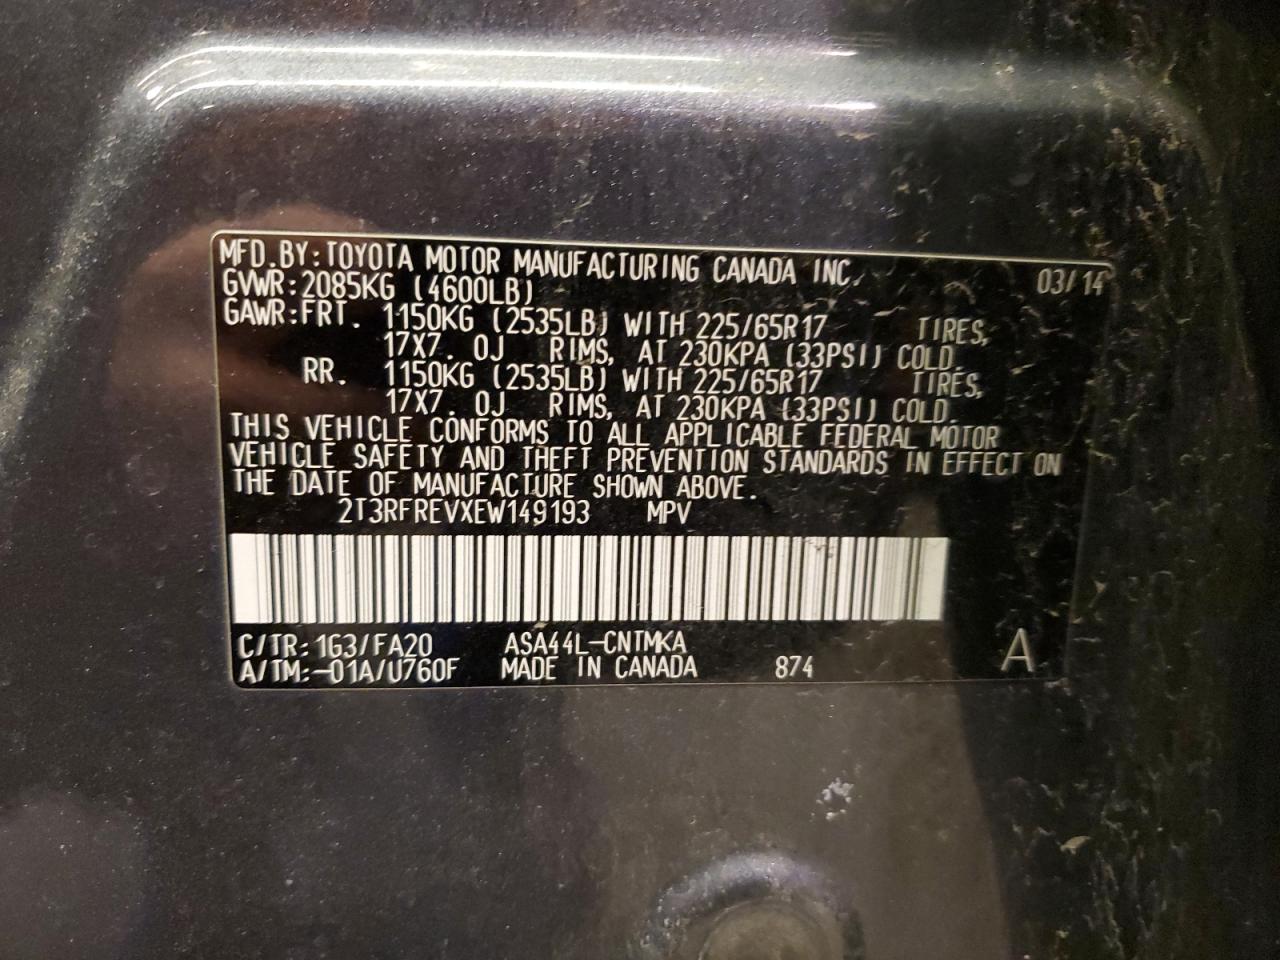 MFD. BY: TOYOTA MOTOR MANUFACTURING CANADA INC. 03/14
GVWR: 2085KG (4600LB)
GAWR: FRT. 1150KG (2535LB) WITH 225/65R17 TIRES,
17X7. 0J RIMS, AT 230KPA (33PSI) COLD.
RR. 1150KG (2535LB) WITH 225/65R17 TIRES,
17X7. 0J RIMS, AT 230KPA (33PSI) COLD.
THIS VEHICLE CONFORMS TO ALL APPLICABLE FEDERAL MOTOR
VEHICLE SAFETY AND THEFT PREVENTION STANDARDS IN EFFECT ON
THE DATE OF MANUFACTURE SHOWN ABOVE.
2T3RFREVXEW149193 MPV
C/TR: 1G3/FA20 ASA44L-CNTMKA
A/TM: -01A/U760F MADE IN CANADA 874 A